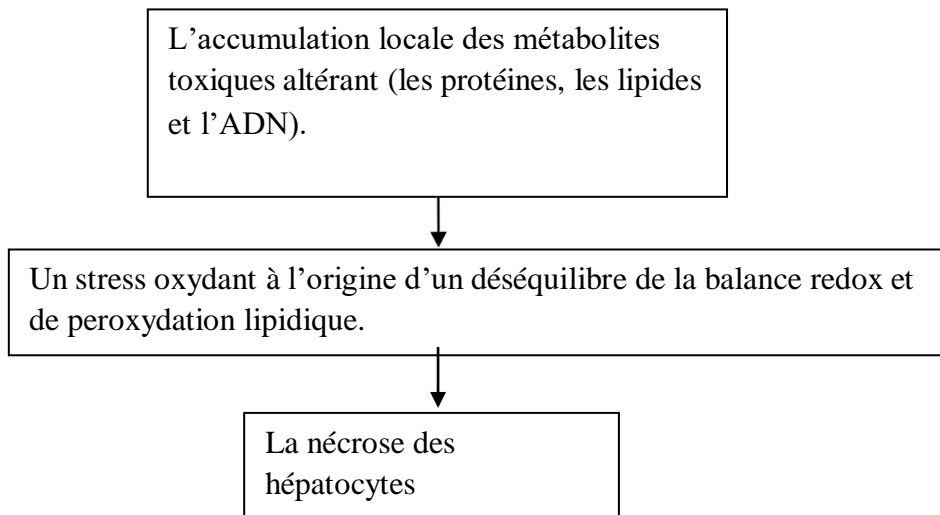 L’accumulation locale des métabolites
toxiques altérant (les protéines, les lipides
et l’ADN).
Un stress oxydant à l’origine d’un déséquilibre de la balance redox et
de peroxydation lipidique.
La nécrose des
hépatocytes